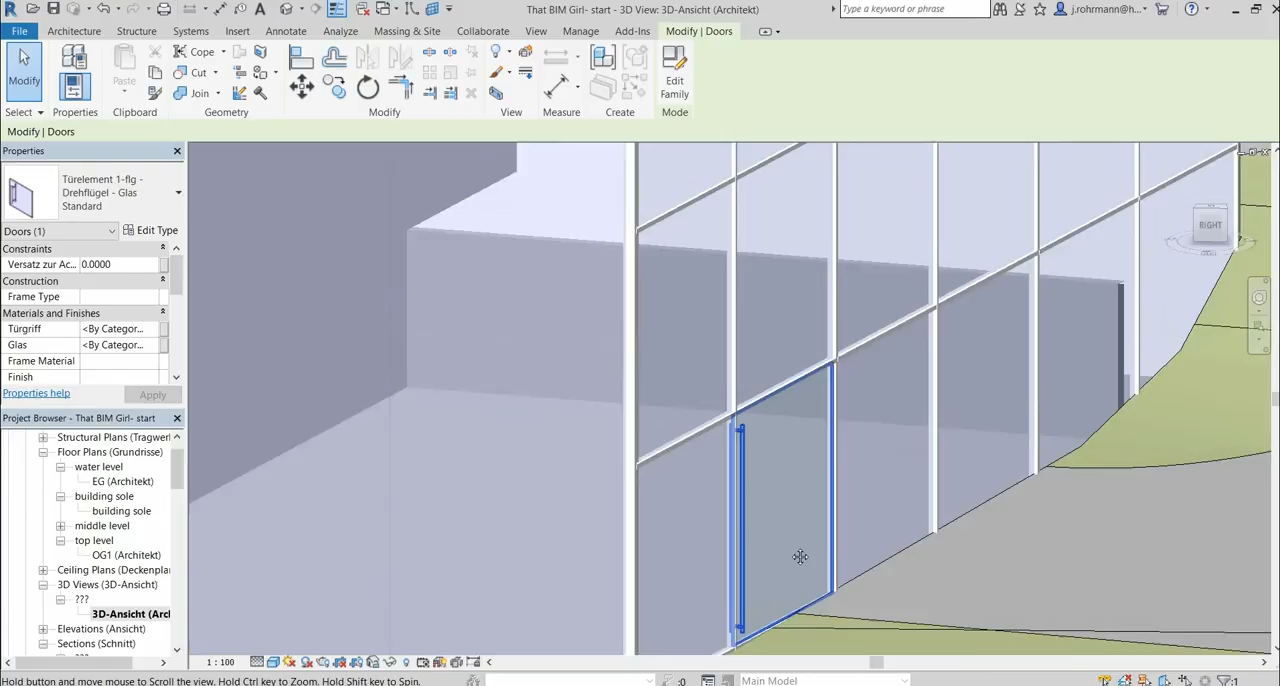 That BIM Girl- start - 3D View: 3D-Ansicht (Architekt)
Type a keyword or phrase
j.rohrmann@h...
File Architecture Structure Systems Insert Annotate Analyze Massing & Site Collaborate View Manage Add-Ins Modify | Doors
Modify
Paste
Cope
Cut
Join
Edit
Family
Select Properties Clipboard Geometry Modify View Measure Create Mode
Modify | Doors
Properties
Türelement 1-flg -
Drehflügel - Glas
Standard
Doors (1) Edit Type
Constraints
Versatz zur Ac... 0.0000
Construction
Frame Type
Materials and Finishes
Türgriff <By Categor...
Glas <By Categor...
Frame Material
Finish
Properties help Apply
Project Browser - That BIM Girl- start
Structural Plans (Tragwer
Floor Plans (Grundrisse)
water level
EG (Architekt)
building sole
building sole
middle level
top level
OG1 (Architekt)
Ceiling Plans (Deckenplar
3D Views (3D-Ansicht)
???
3D-Ansicht (Arc
Elevations (Ansicht)
Sections (Schnitt)
RIGHT
1 : 100
Hold button and move mouse to Scroll the view. Hold Ctrl key to Zoom. Hold Shift key to Spin.
:0
Main Model
:1